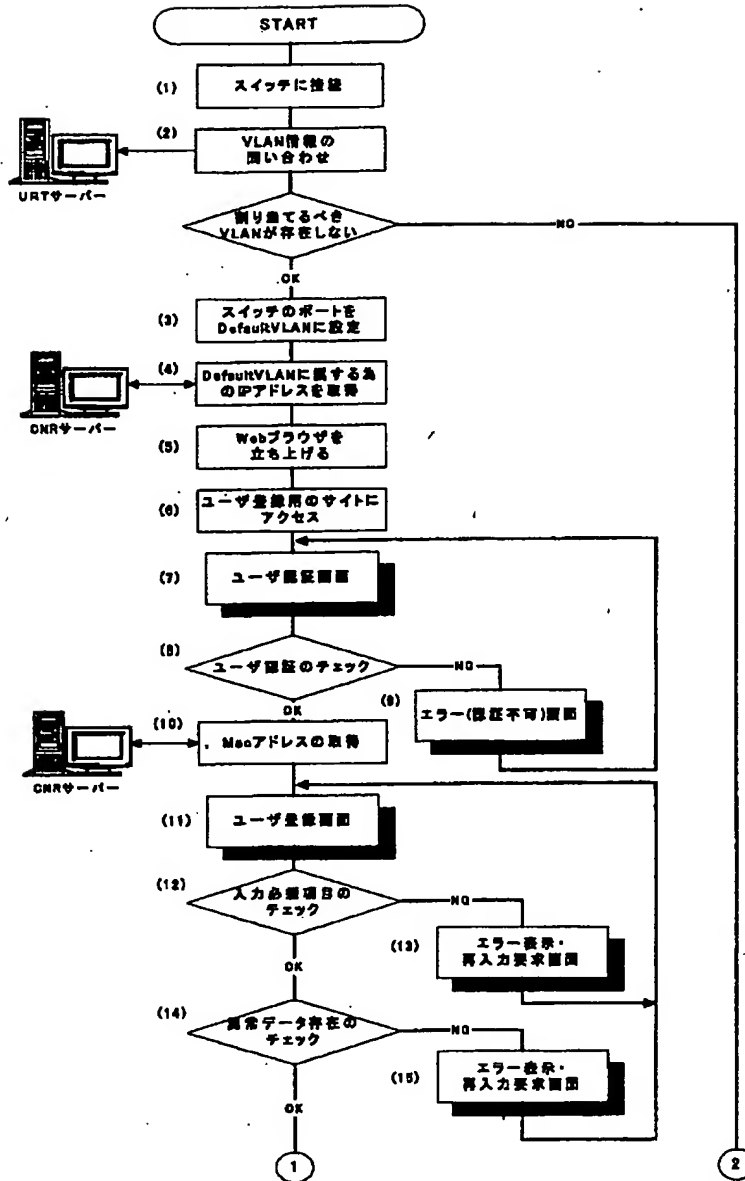 START
(1)
スイッチに接続
(2)
VLAN情報の
問い合わせ
URTサーバー
割り当てるべき
VLANが存在しない
NO
OK
(3)
スイッチのポートを
DefaultVLANに設定
(4)
DefaultVLANに属する為
のIPアドレスを取得
CNRサーバー
(5)
Webブラウザを
立ち上げる
(6)
ユーザ登録用のサイトに
アクセス
(7)
ユーザ認証画面
(8)
ユーザ認証のチェック
NO
OK
(9)
エラー(認証不可)画面
(10)
Macアドレスの取得
CNRサーバー
(11)
ユーザ登録画面
(12)
入力必須項目の
チェック
NO
(13)
エラー表示・
再入力要求画面
OK
(14)
異常データ存在の
チェック
NO
(15)
エラー表示・
再入力要求画面
OK
1
2